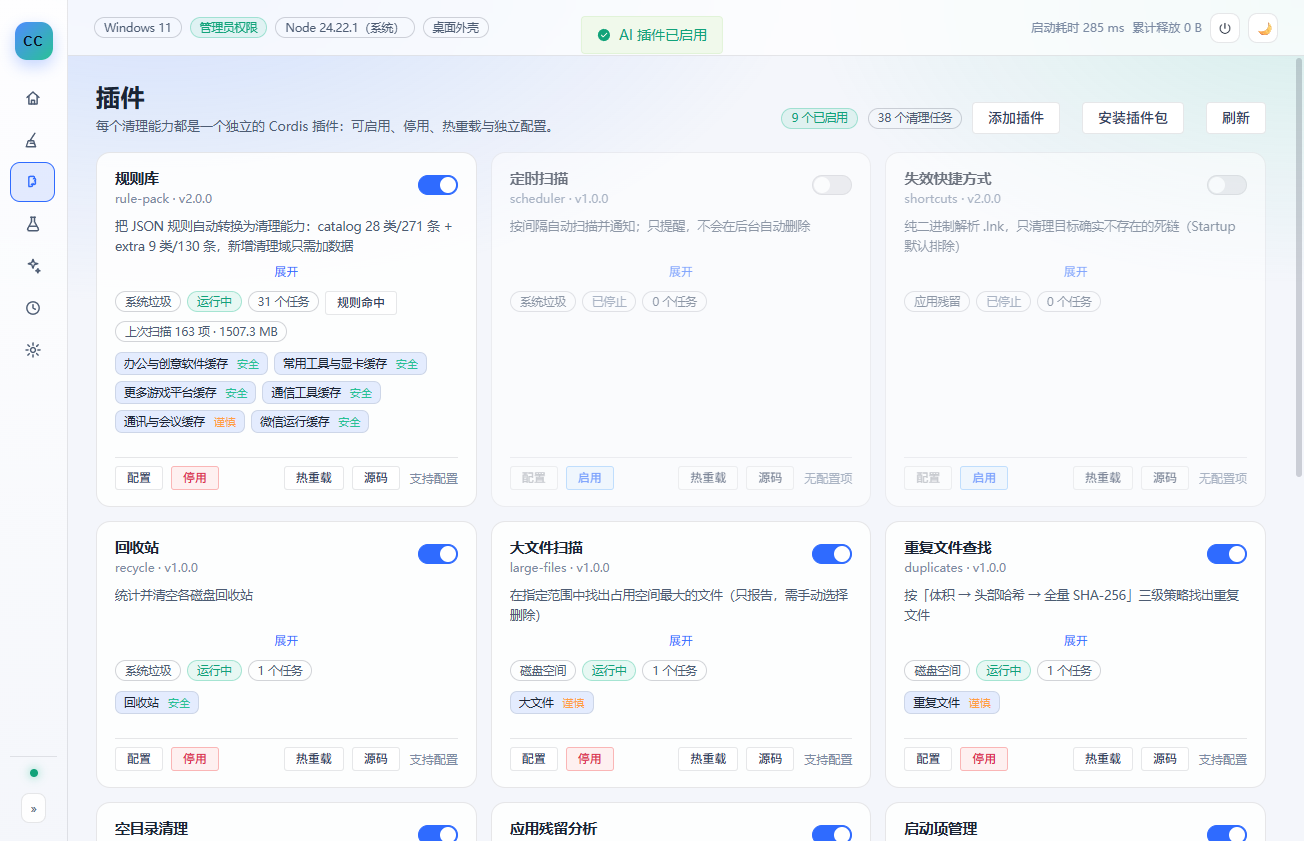 CC
Windows 11
管理员权限
Node 24.22.1（系统）
桌面外壳
AI 插件已启用
启动耗时 285 ms 累计释放 0 B
插件
每个清理能力都是一个独立的 Cordis 插件：可启用、停用、热重载与独立配置。
9 个已启用
38 个清理任务
添加插件
安装插件包
刷新
规则库
rule-pack · v2.0.0
把 JSON 规则自动转换为清理能力：catalog 28 类/271 条 +
extra 9 类/130 条，新增清理域只需加数据
展开
系统垃圾 运行中 31 个任务 规则命中
上次扫描 163 项 · 1507.3 MB
办公与创意软件缓存 安全 常用工具与显卡缓存 安全
更多游戏平台缓存 安全 通信工具缓存 安全
通讯与会议缓存 谨慎 微信运行缓存 安全
配置 停用 热重载 源码 支持配置
定时扫描
scheduler · v1.0.0
按间隔自动扫描并通知；只提醒，不会在后台自动删除
展开
系统垃圾 已停止 0 个任务
配置 启用 热重载 源码 无配置项
失效快捷方式
shortcuts · v2.0.0
纯二进制解析 .lnk，只清理目标确实不存在的死链（Startup
默认排除）
展开
应用残留 已停止 0 个任务
配置 启用 热重载 源码 无配置项
回收站
recycle · v1.0.0
统计并清空各磁盘回收站
展开
系统垃圾 运行中 1 个任务
回收站 安全
配置 停用 热重载 源码 支持配置
大文件扫描
large-files · v1.0.0
在指定范围中找出占用空间最大的文件（只报告，需手动选择
删除）
展开
磁盘空间 运行中 1 个任务
大文件 谨慎
配置 停用 热重载 源码 支持配置
重复文件查找
duplicates · v1.0.0
按「体积 → 头部哈希 → 全量 SHA-256」三级策略找出重复
文件
展开
磁盘空间 运行中 1 个任务
重复文件 谨慎
配置 停用 热重载 源码 支持配置
空目录清理
应用残留分析
启动项管理
»